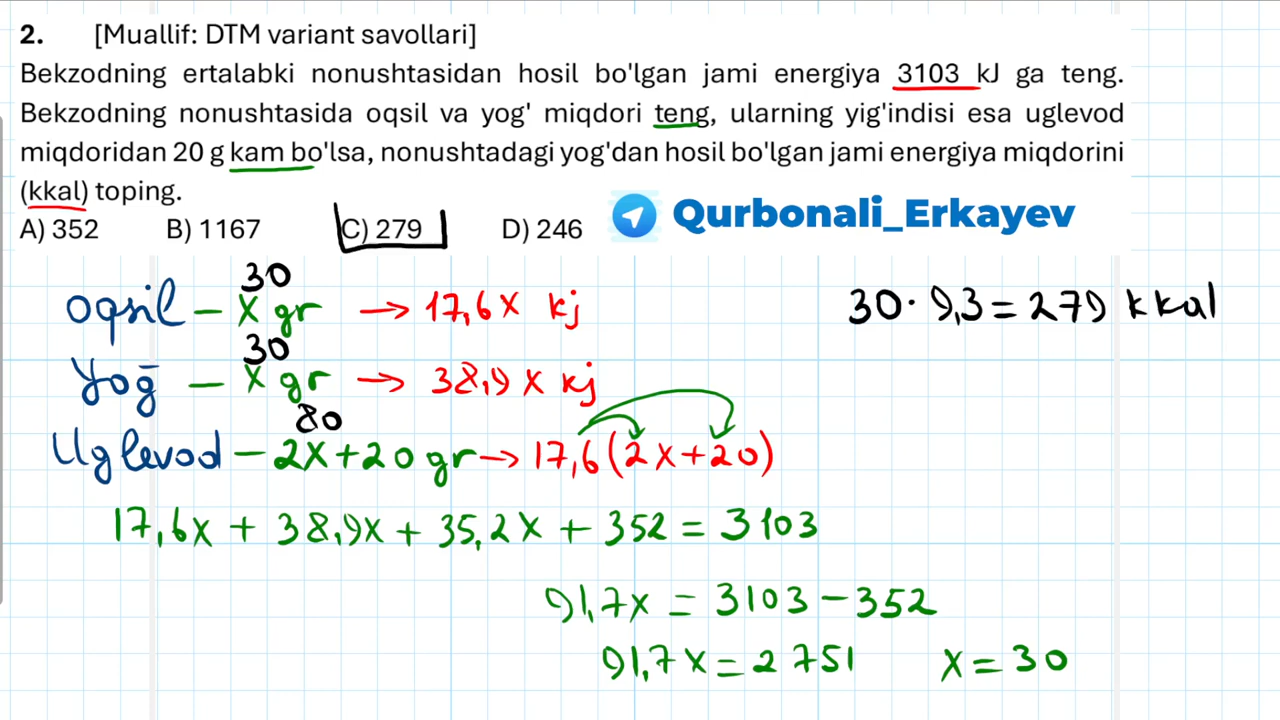 2. [Muallif: DTM variant savollari]
Bekzodning ertalabki nonushtasidan hosil bo'lgan jami energiya 3103 kJ ga teng.
Bekzodning nonushtasida oqsil va yog' miqdori teng, ularning yig'indisi esa uglevod
miqdoridan 20 g kam bo'lsa, nonushtadagi yog'dan hosil bo'lgan jami energiya miqdorini
(kkal) toping.
A) 352 B) 1167 C) 279 D) 246
Qurbonali_Erkayev
30
oqsil – x gr → 17,6x kj
30 · 9,3 = 279 kkal
30
Yoḡ – x gr → 38,9 x kj
80
Uglevod – 2x+20 gr → 17,6(2x+20)
17,6x + 38,9x + 35,2x + 352 = 3103
91,7x = 3103 – 352
91,7x = 2751 x = 30